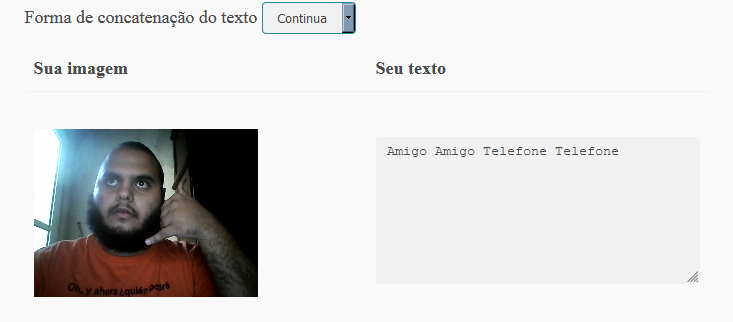 Forma de concatenação do texto Continua
Sua imagem Seu texto
Amigo Amigo Telefone Telefone
Oh, y ahora ¿quién podrá